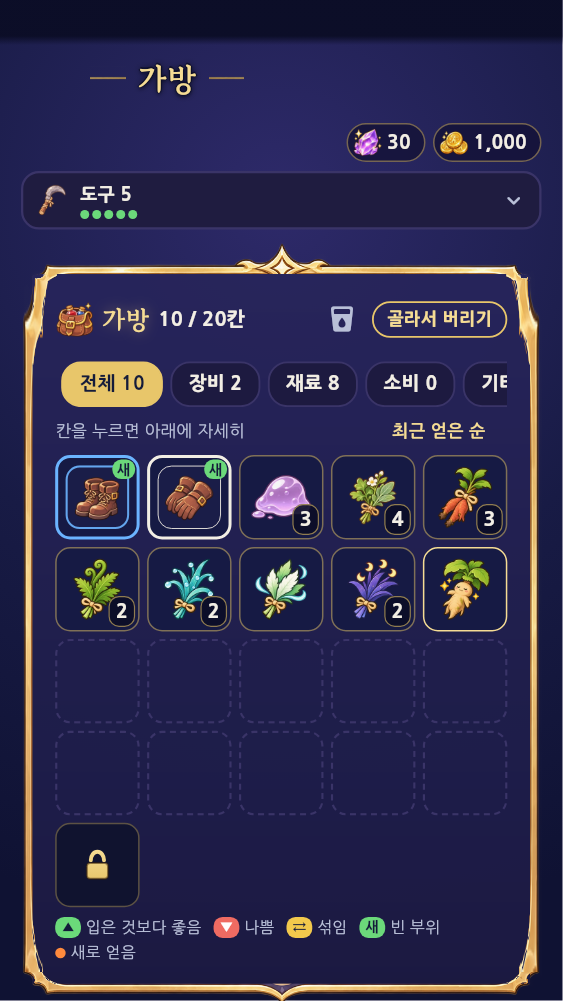 가방
30 1,000
도구 5
가방 10 / 20칸 골라서 버리기
전체 10 장비 2 재료 8 소비 0
칸을 누르면 아래에 자세히 최근 얻은 순
새 새 3 4 3
2 2 2
입은 것보다 좋음 나쁨 섞임 새 빈 부위
새로 얻음